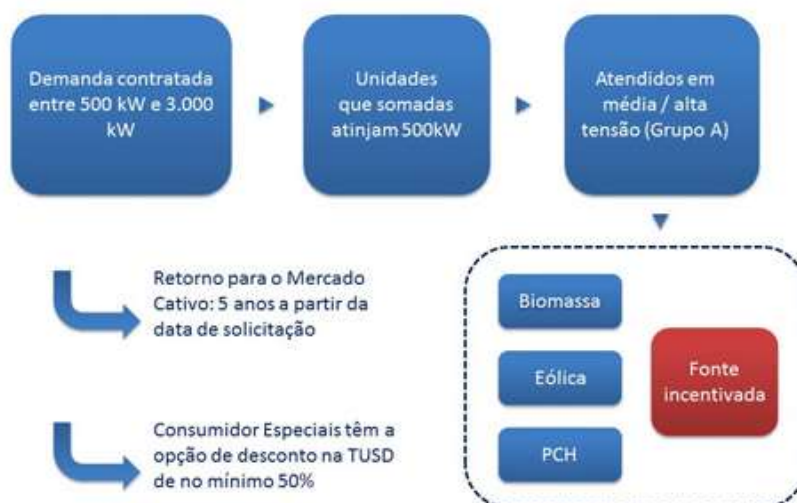 Demanda contratada
entre 500 kW e 3.000
kW
Unidades
que somadas
atinjam 500kW
Atendidos em
média / alta
tensão (Grupo A)
Retorno para o Mercado
Cativo: 5 anos a partir da
data de solicitação
Consumidor Especiais têm a
opção de desconto na TUSD
de no mínimo 50%
Biomassa
Eólica
PCH
Fonte
incentivada